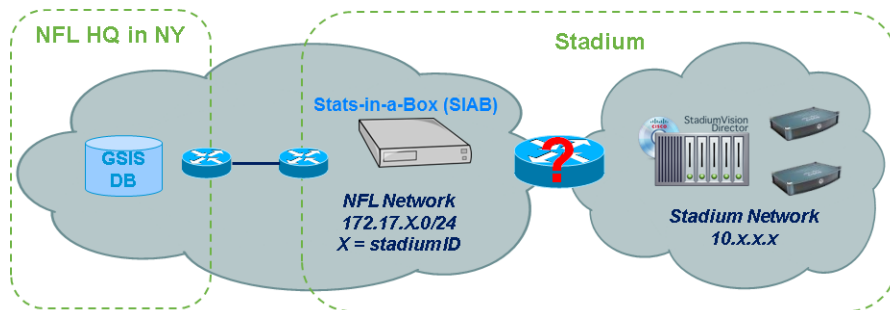 NFL HQ in NY
Stadium
Stats-in-a-Box (SIAB)
GSIS
DB
?
NFL Network
172.17.X.0/24
X = stadiumID
CISCO
StadiumVision
Director
Stadium Network
10.x.x.x